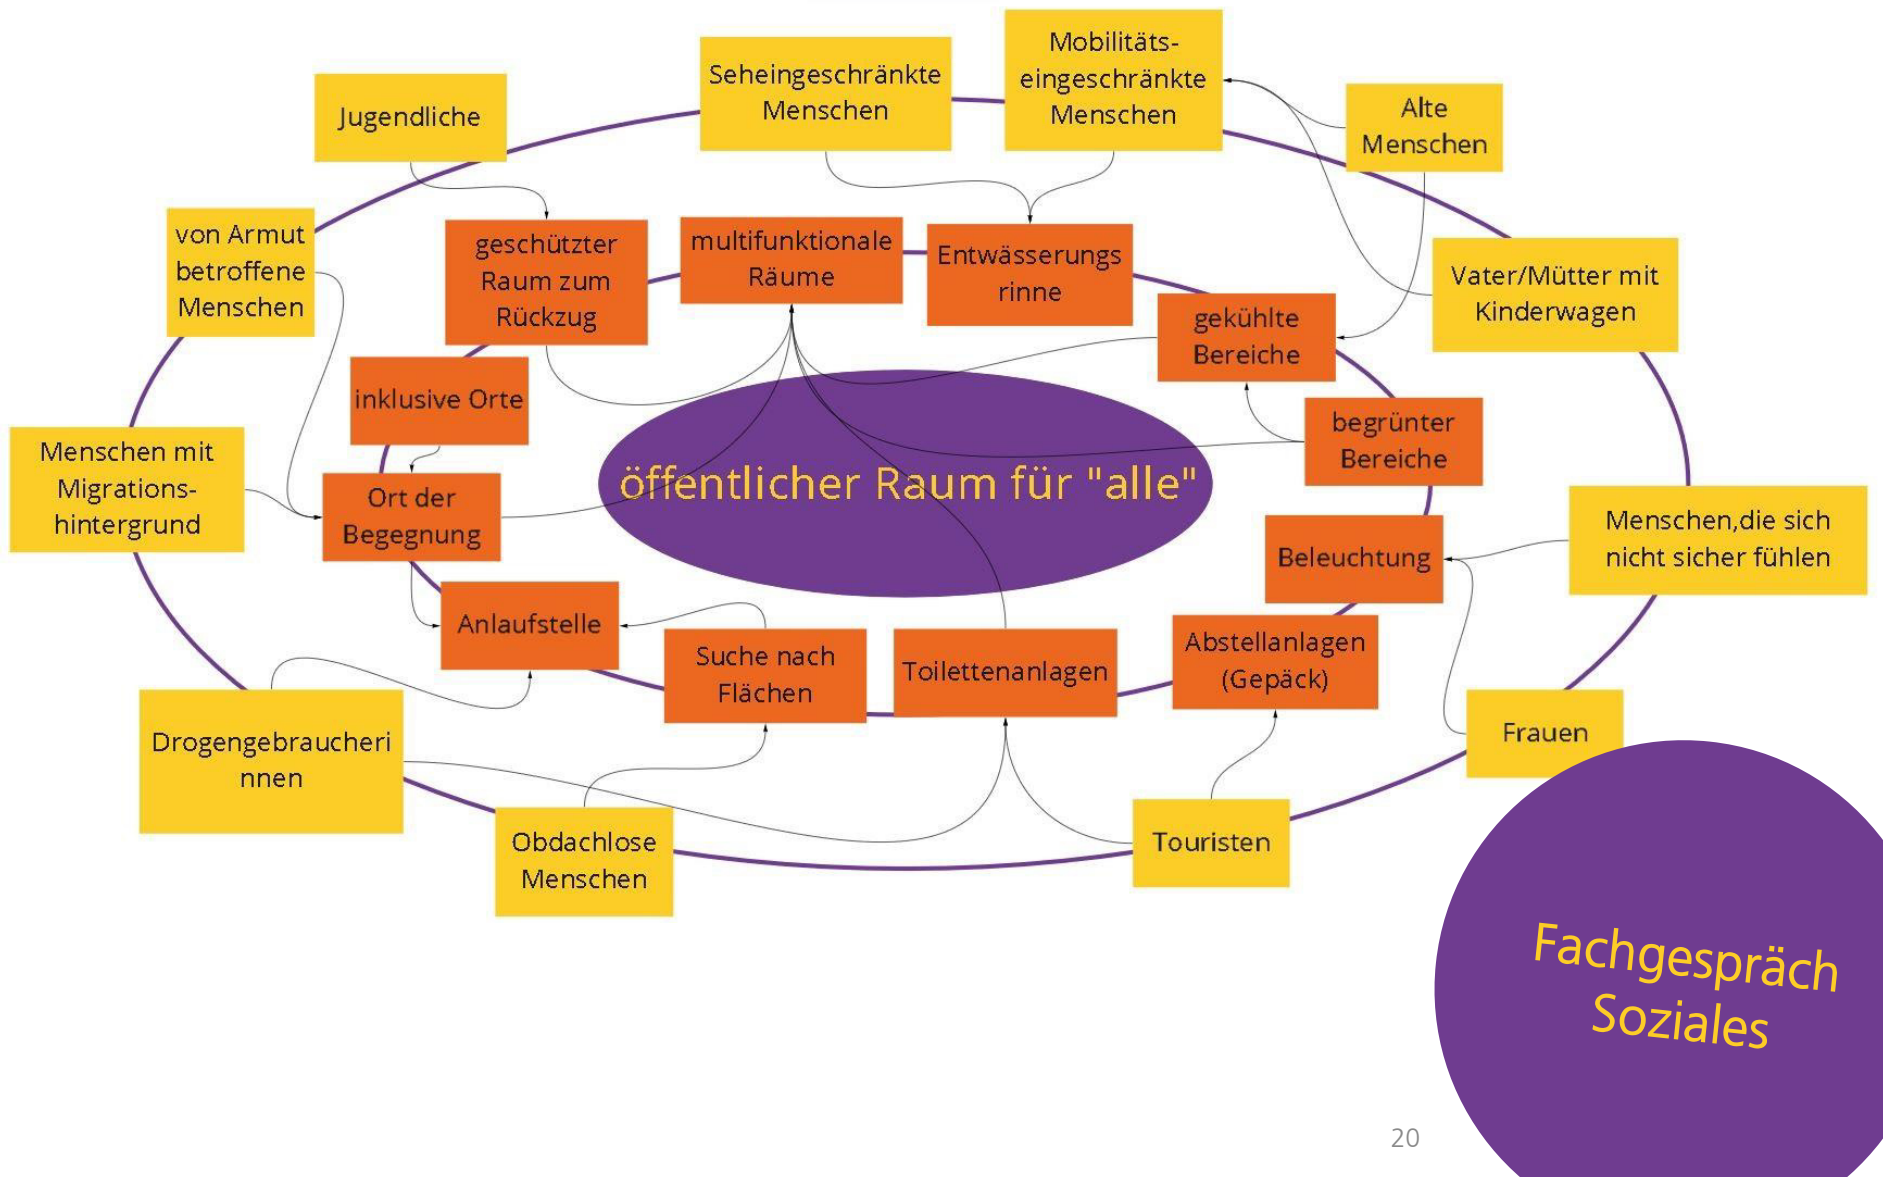 Mobilitäts-
eingeschränkte
Menschen
Seheingeschränkte
Menschen
Jugendliche
Alte
Menschen
von Armut
betroffene
Menschen
geschützter
Raum zum
Rückzug
multifunktionale
Räume
Entwässerungs
rinne
Vater/Mütter mit
Kinderwagen
gekühlte
Bereiche
inklusive Orte
begrünter
Bereiche
Menschen mit
Migrations-
hintergrund
Ort der
Begegnung
öffentlicher Raum für "alle"
Menschen,die sich
nicht sicher fühlen
Beleuchtung
Anlaufstelle
Suche nach
Flächen
Toilettenanlagen
Abstellanlagen
(Gepäck)
Drogengebraucheri
nnen
Frauen
Obdachlose
Menschen
Touristen
Fachgespräch
Soziales
20